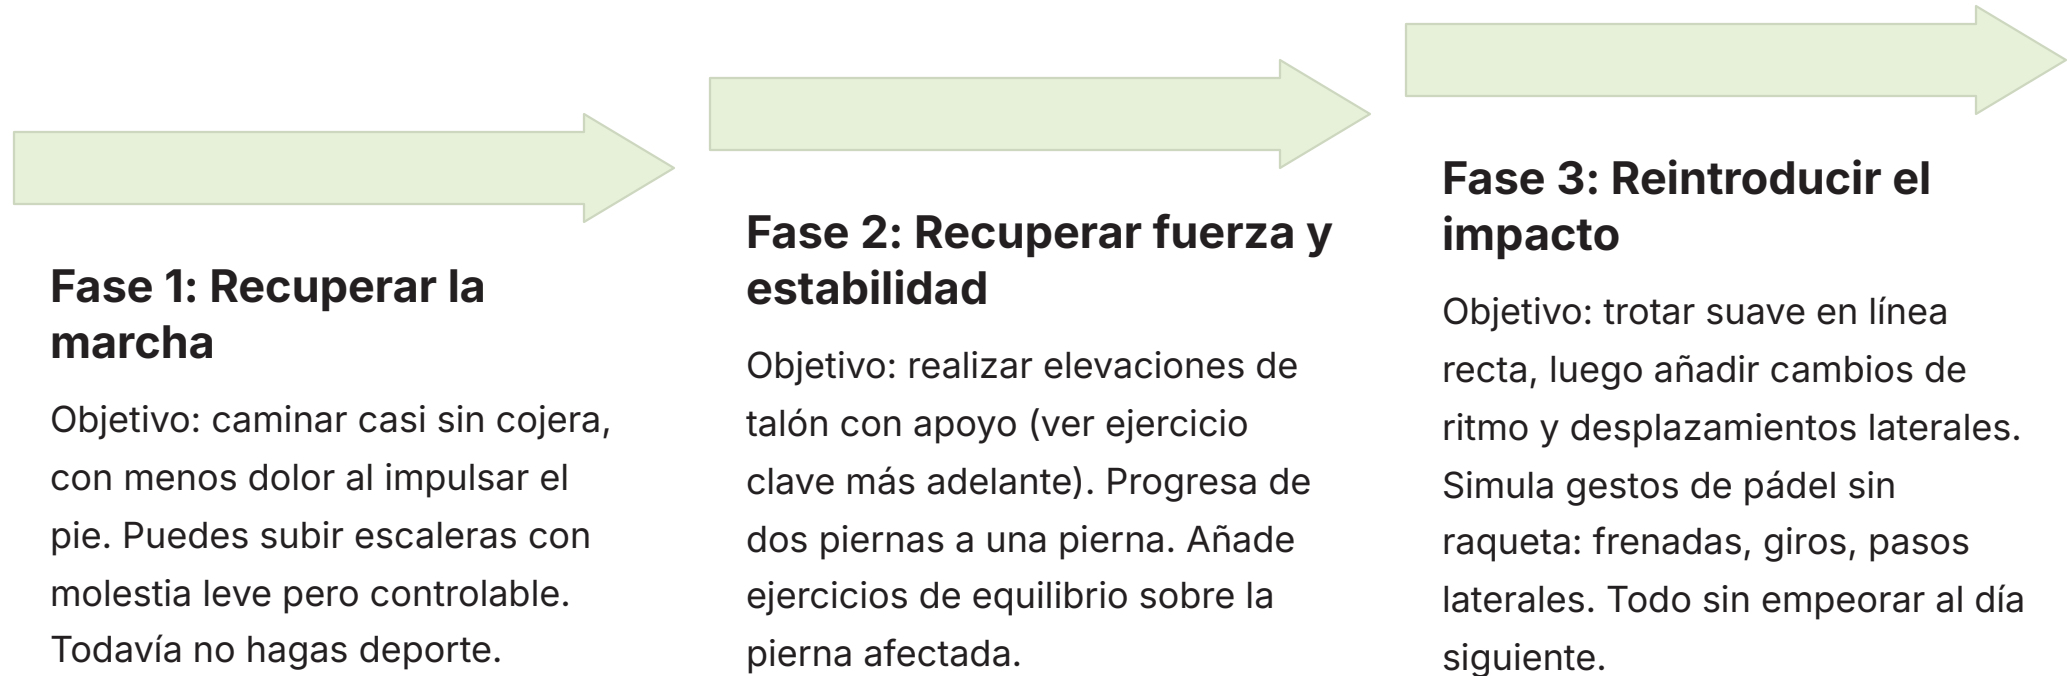 Fase 1: Recuperar la
marcha
Objetivo: caminar casi sin cojera,
con menos dolor al impulsar el
pie. Puedes subir escaleras con
molestia leve pero controlable.
Todavía no hagas deporte.
Fase 2: Recuperar fuerza y
estabilidad
Objetivo: realizar elevaciones de
talón con apoyo (ver ejercicio
clave más adelante). Progresa de
dos piernas a una pierna. Añade
ejercicios de equilibrio sobre la
pierna afectada.
Fase 3: Reintroducir el
impacto
Objetivo: trotar suave en línea
recta, luego añadir cambios de
ritmo y desplazamientos laterales.
Simula gestos de pádel sin
raqueta: frenadas, giros, pasos
laterales. Todo sin empeorar al día
siguiente.